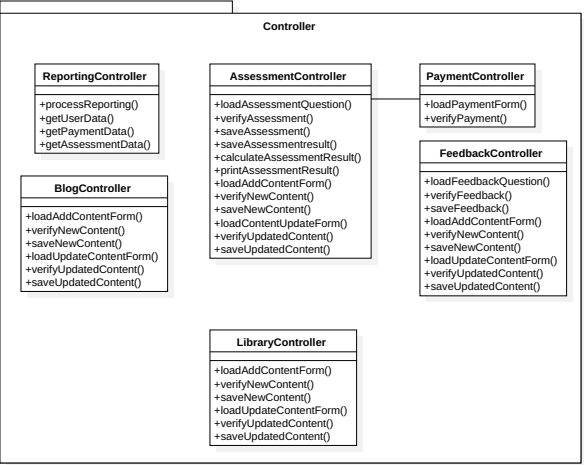 Controller
ReportingController
+processReporting()
+getUserData()
+getPaymentData()
+getAssessmentData()
AssessmentController
+loadAssessmentQuestion()
+verifyAssessment()
+saveAssessment()
+saveAssessmentresult()
+calculateAssessmentResult()
+printAssessmentResult()
+loadAddContentForm()
+verifyNewContent()
+saveNewContent()
+loadContentUpdateForm()
+verifyUpdatedContent()
+saveUpdatedContent()
PaymentController
+loadPaymentForm()
+verifyPayment()
FeedbackController
+loadFeedbackQuestion()
+verifyFeedback()
+saveFeedback()
+loadAddContentForm()
+verifyNewContent()
+saveNewContent()
+loadUpdateContentForm()
+verifyUpdatedContent()
+saveUpdatedContent()
BlogController
+loadAddContentForm()
+verifyNewContent()
+saveNewContent()
+loadUpdateContentForm()
+verifyUpdatedContent()
+saveUpdatedContent()
LibraryController
+loadAddContentForm()
+verifyNewContent()
+saveNewContent()
+loadUpdateContentForm()
+verifyUpdatedContent()
+saveUpdatedContent()